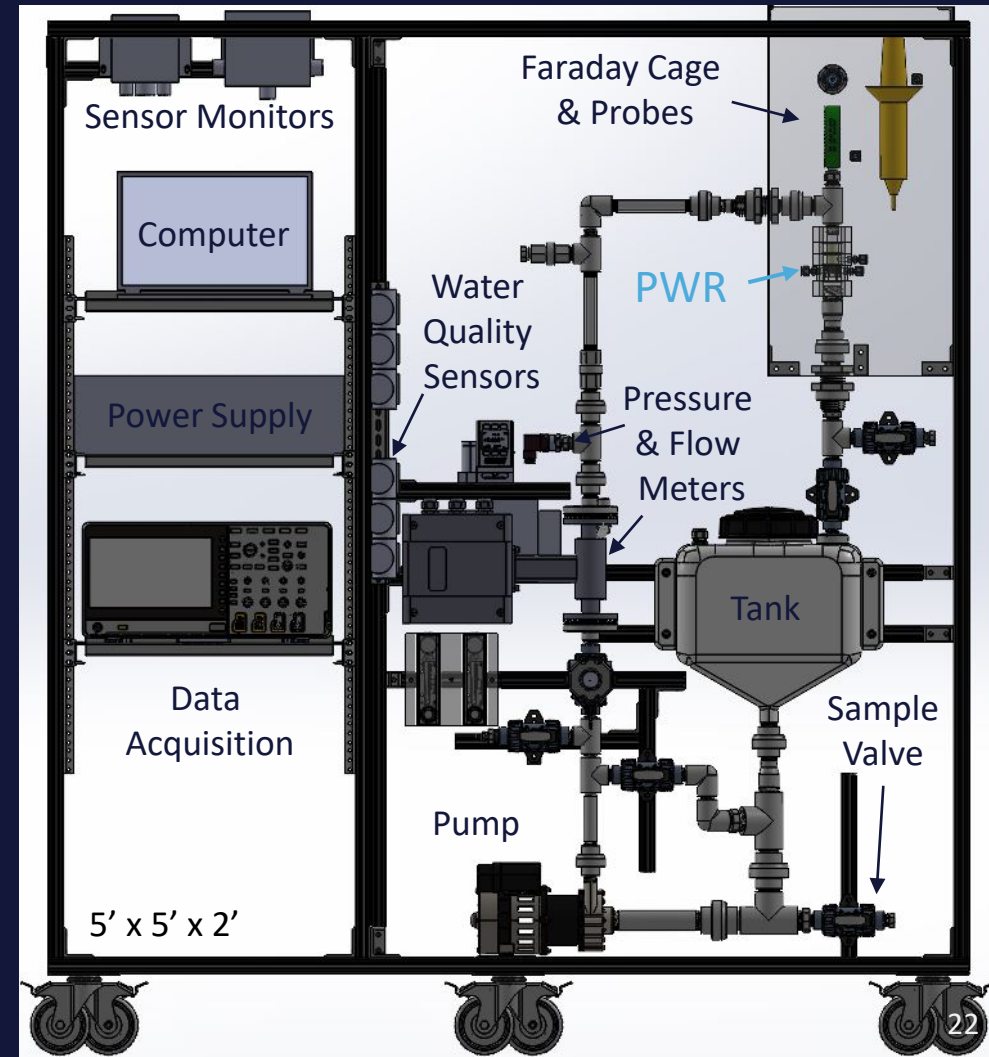 Sensor Monitors
Computer
Power Supply
Data
Acquisition
5’ x 5’ x 2’
Water
Quality
Sensors
Faraday Cage
& Probes
PWR
Pressure
& Flow
Meters
Tank
Sample
Valve
Pump
22